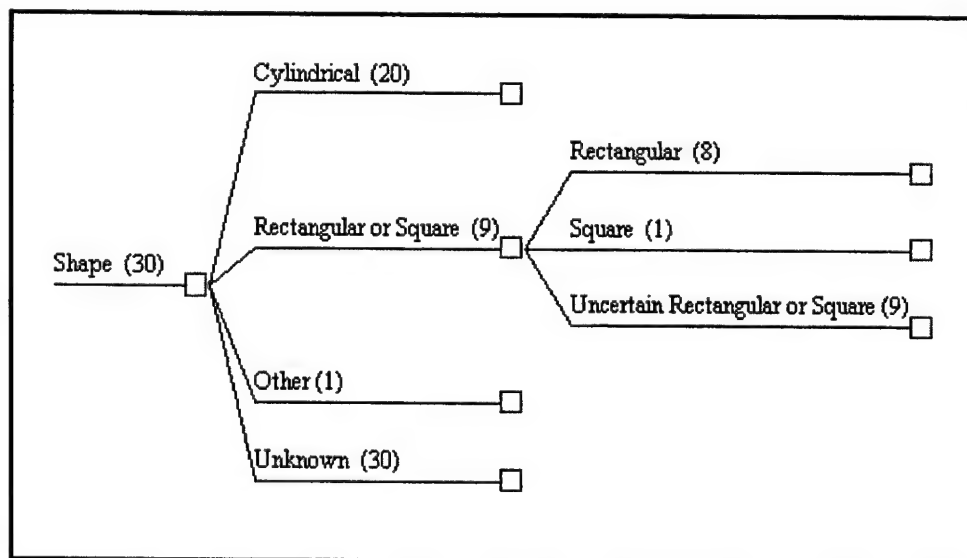 Cylindrical (20)
Rectangular (8)
Rectangular or Square (9)
Square (1)
Shape (30)
Uncertain Rectangular or Square (9)
Other (1)
Unknown (30)